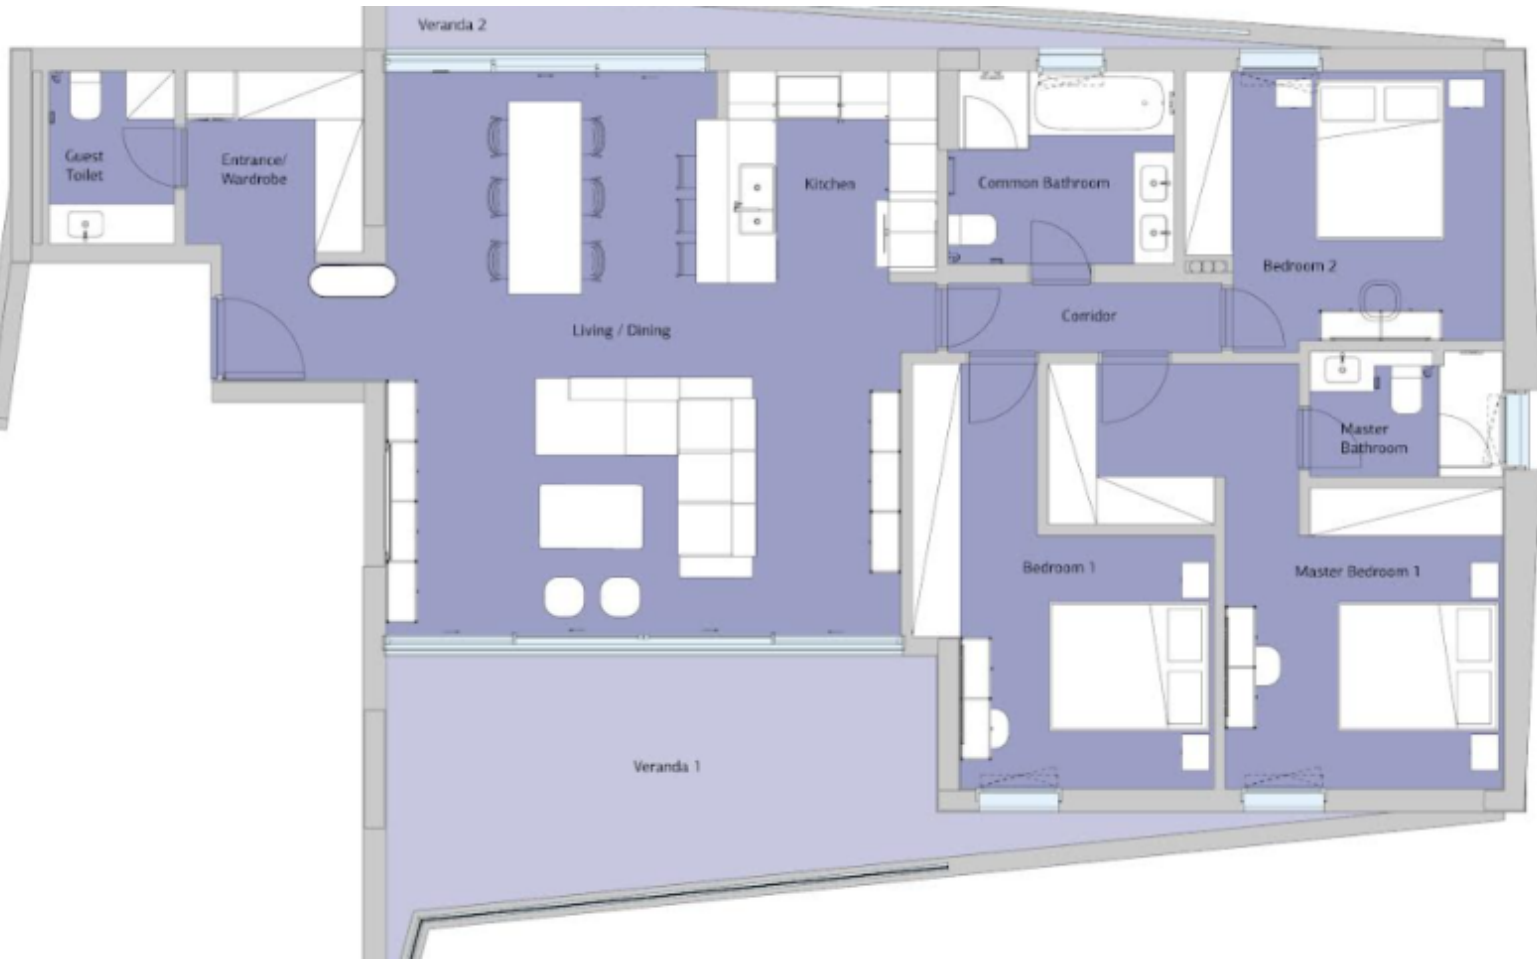 Veranda 2
Guest
Toilet
Entrance/
Wardrobe
Kitchen
Common Bathroom
Bedroom 2
Living / Dining
Corridor
Master
Bathroom
Bedroom 1
Master Bedroom 1
Veranda 1